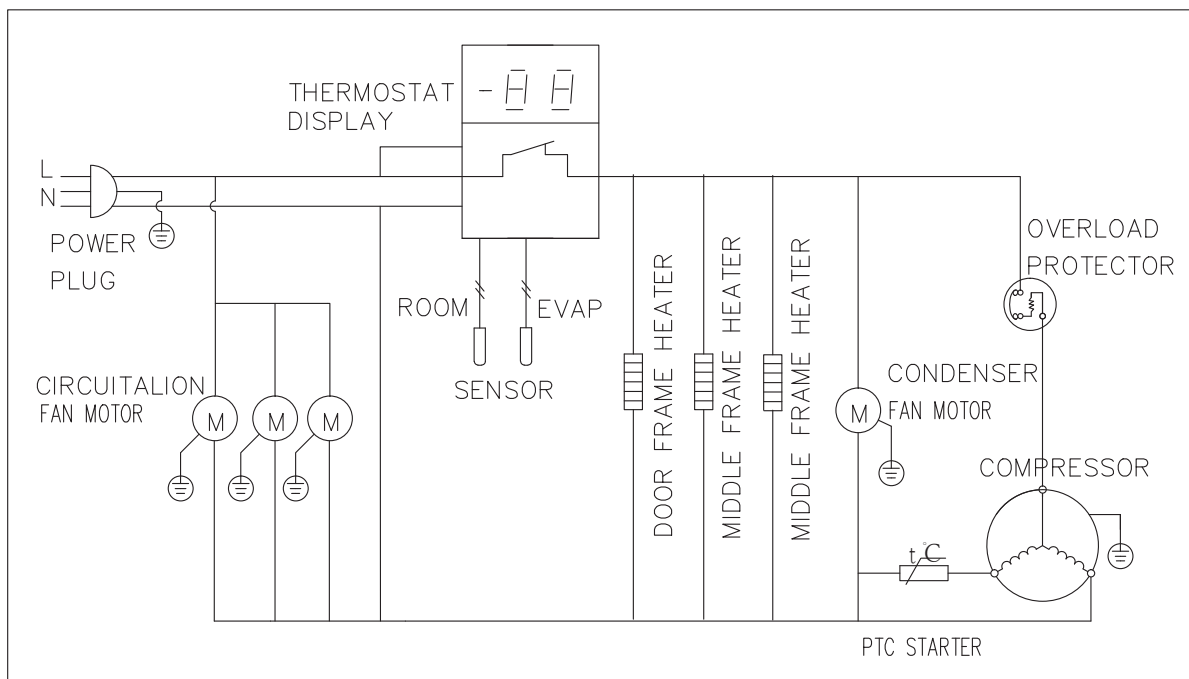 THERMOSTAT
DISPLAY
-88
L
N
POWER
PLUG
ROOM
EVAP
SENSOR
CIRCUITALION
FAN MOTOR
M
M
M
DOOR FRAME HEATER
MIDDLE FRAME HEATER
MIDDLE FRAME HEATER
M
CONDENSER
FAN MOTOR
OVERLOAD
PROTECTOR
COMPRESSOR
t℃
PTC STARTER